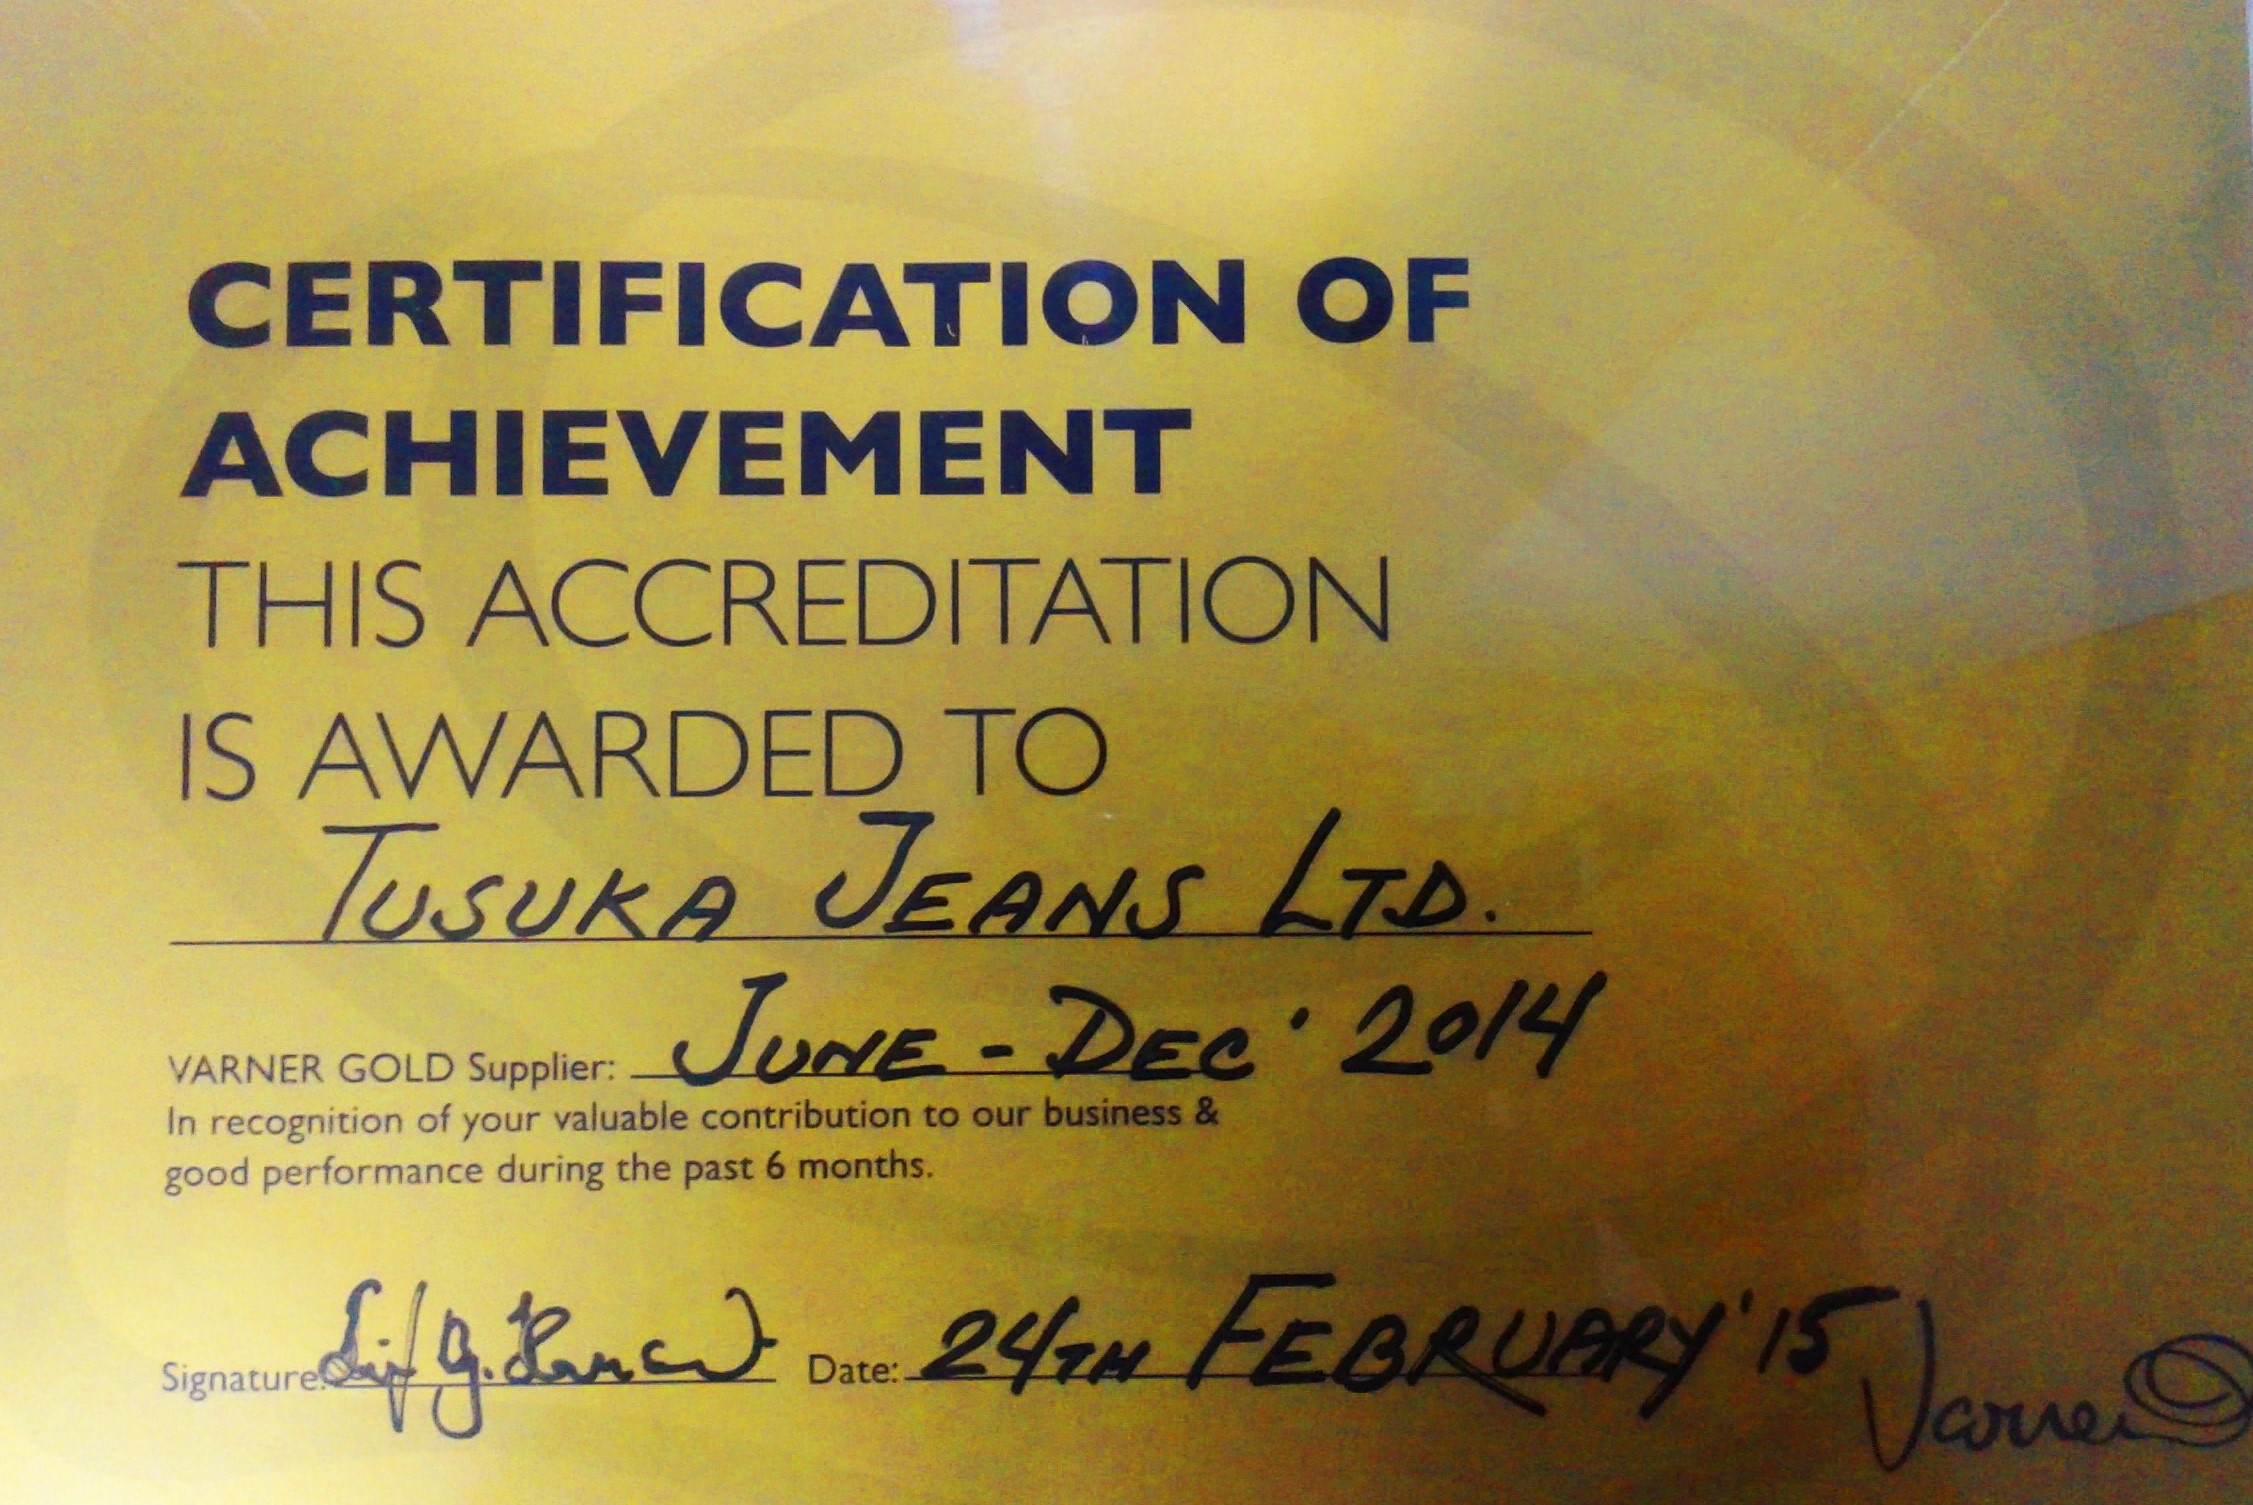 CERTIFICATION OF
ACHIEVEMENT
THIS ACCREDITATION
IS AWARDED TO
TUSUKA JEANS LTD.
VARNER GOLD Supplier: JUNE - DEC' 2014
In recognition of your valuable contribution to our business &
good performance during the past 6 months.
Signature: Date: 24TH FEBRUARY '15
Varner